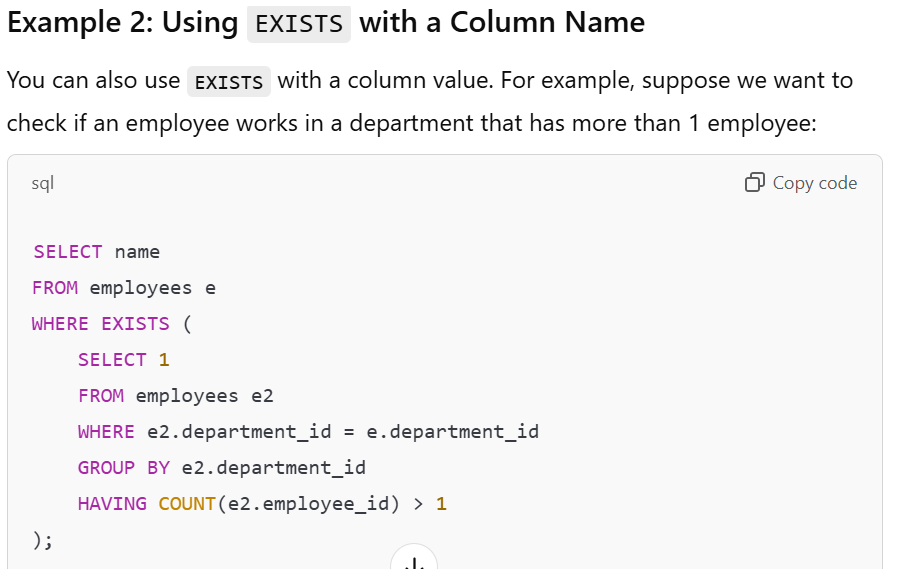 Example 2: Using EXISTS with a Column Name
You can also use EXISTS with a column value. For example, suppose we want to
check if an employee works in a department that has more than 1 employee:
sql
Copy code
SELECT name
FROM employees e
WHERE EXISTS (
    SELECT 1
    FROM employees e2
    WHERE e2.department_id = e.department_id
    GROUP BY e2.department_id
    HAVING COUNT(e2.employee_id) > 1
);